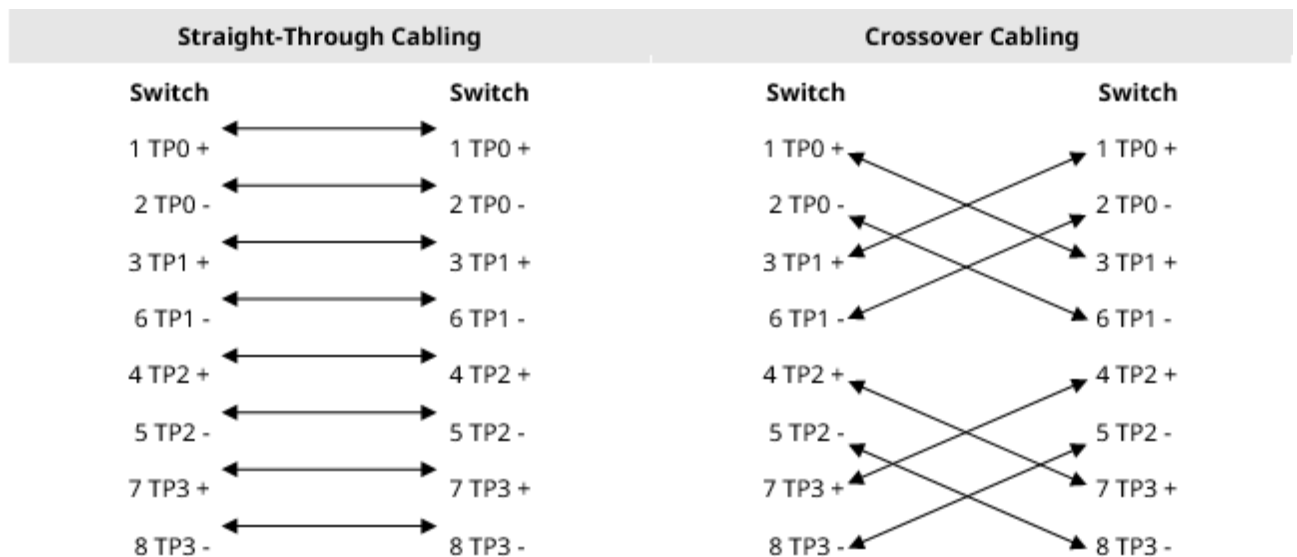 Straight-Through Cabling Crossover Cabling
Switch Switch Switch Switch
1 TP0 + 1 TP0 + 1 TP0 + 1 TP0 +
2 TP0 - 2 TP0 - 2 TP0 - 2 TP0 -
3 TP1 + 3 TP1 + 3 TP1 + 3 TP1 +
6 TP1 - 6 TP1 - 6 TP1 - 6 TP1 -
4 TP2 + 4 TP2 + 4 TP2 + 4 TP2 +
5 TP2 - 5 TP2 - 5 TP2 - 5 TP2 -
7 TP3 + 7 TP3 + 7 TP3 + 7 TP3 +
8 TP3 - 8 TP3 - 8 TP3 - 8 TP3 -